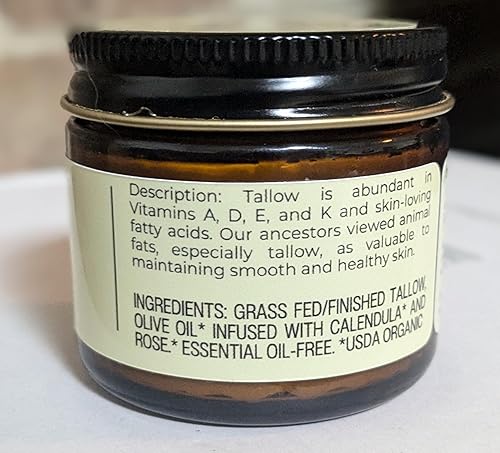 Description: Tallow is abundant in
Vitamins A, D, E, and K and skin-loving
fatty acids. Our ancestors viewed animal
fats, especially tallow, as valuable to
maintaining smooth and healthy skin.
INGREDIENTS: GRASS FED/FINISHED TALLOW,
OLIVE OIL* INFUSED WITH CALENDULA* AND
ROSE.* ESSENTIAL OIL-FREE. *USDA ORGANIC